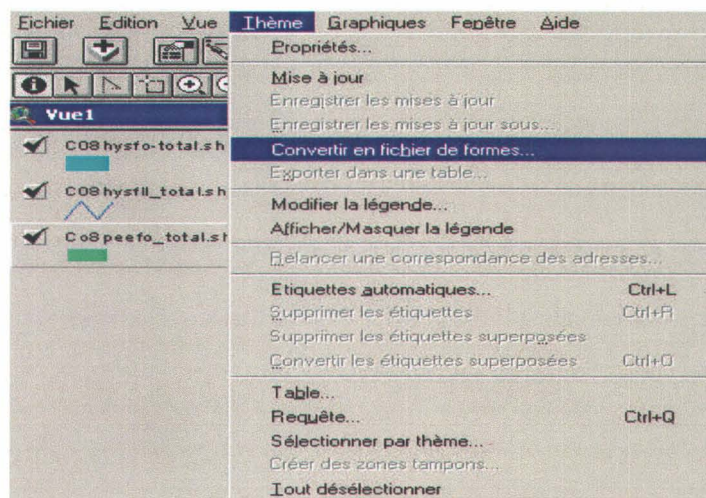 Fichier Edition Vue Thème Graphiques Fenêtre Aide
Propriétés...
Mise à jour
Enregistrer les mises à jour
Enregistrer les mises à jour sous...
Convertir en fichier de formes...
Exporter dans une table...
Modifier la légende...
Afficher/Masquer la légende
Relancer une correspondance des adresses...
Etiquettes automatiques... Ctrl+L
Supprimer les étiquettes Ctrl+R
Supprimer les étiquettes superposées
Convertir les étiquettes superposées Ctrl+O
Table...
Requête... Ctrl+Q
Sélectionner par thème...
Créer des zones tampons...
Tout désélectionner
Vue1
C08hysfo-total.sh
C08hysfll_total.sh
Co8peefo_total.sh